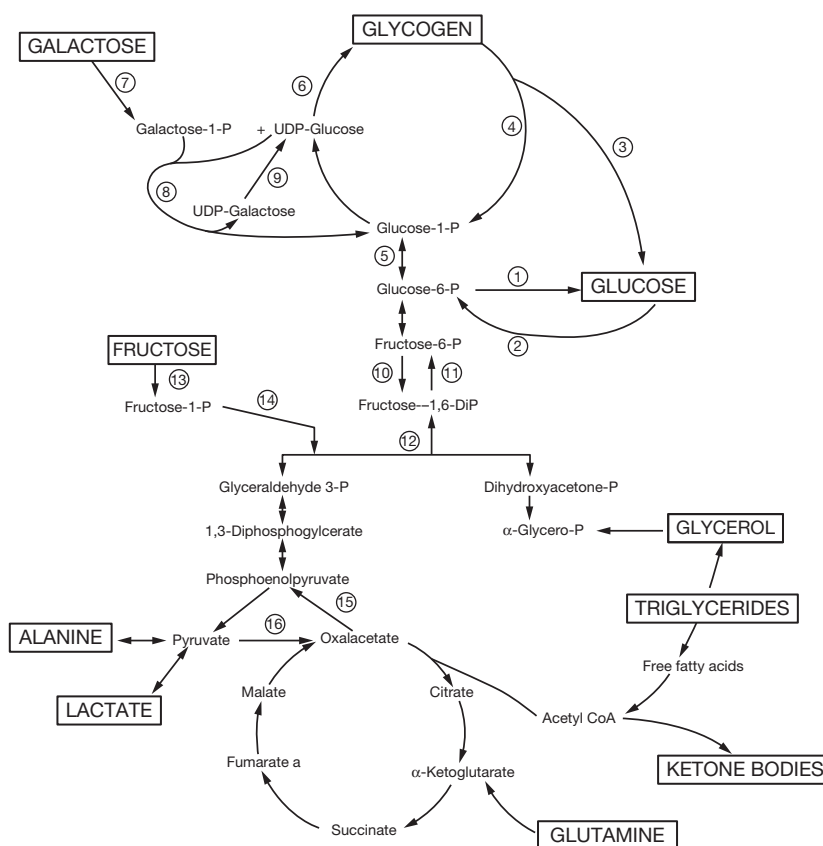 GLYCOGEN
GALACTOSE
7
6
Galactose-1-P + UDP-Glucose
4
3
8
9
UDP-Galactose
Glucose-1-P
5
Glucose-6-P
1
GLUCOSE
2
Fructose-6-P
FRUCTOSE
13
10
11
Fructose-1-P
14
Fructose--–1,6-DiP
12
Glyceraldehyde 3-P
Dihydroxyacetone-P
1,3-Diphosphogylcerate
α-Glycero-P
GLYCEROL
Phosphoenolpyruvate
15
TRIGLYCERIDES
ALANINE
Pyruvate
16
Oxalacetate
Free fatty acids
LACTATE
Malate
Citrate
Acetyl CoA
Fumarate a
α-Ketoglutarate
KETONE BODIES
Succinate
GLUTAMINE